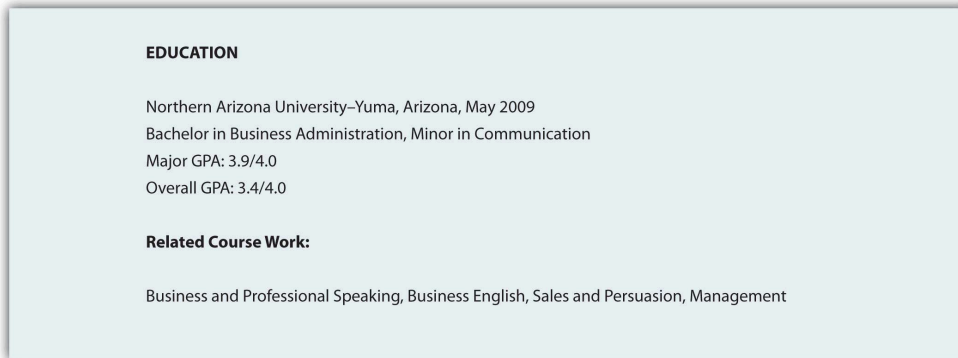 EDUCATION
Northern Arizona University–Yuma, Arizona, May 2009
Bachelor in Business Administration, Minor in Communication
Major GPA: 3.9/4.0
Overall GPA: 3.4/4.0
Related Course Work:
Business and Professional Speaking, Business English, Sales and Persuasion, Management